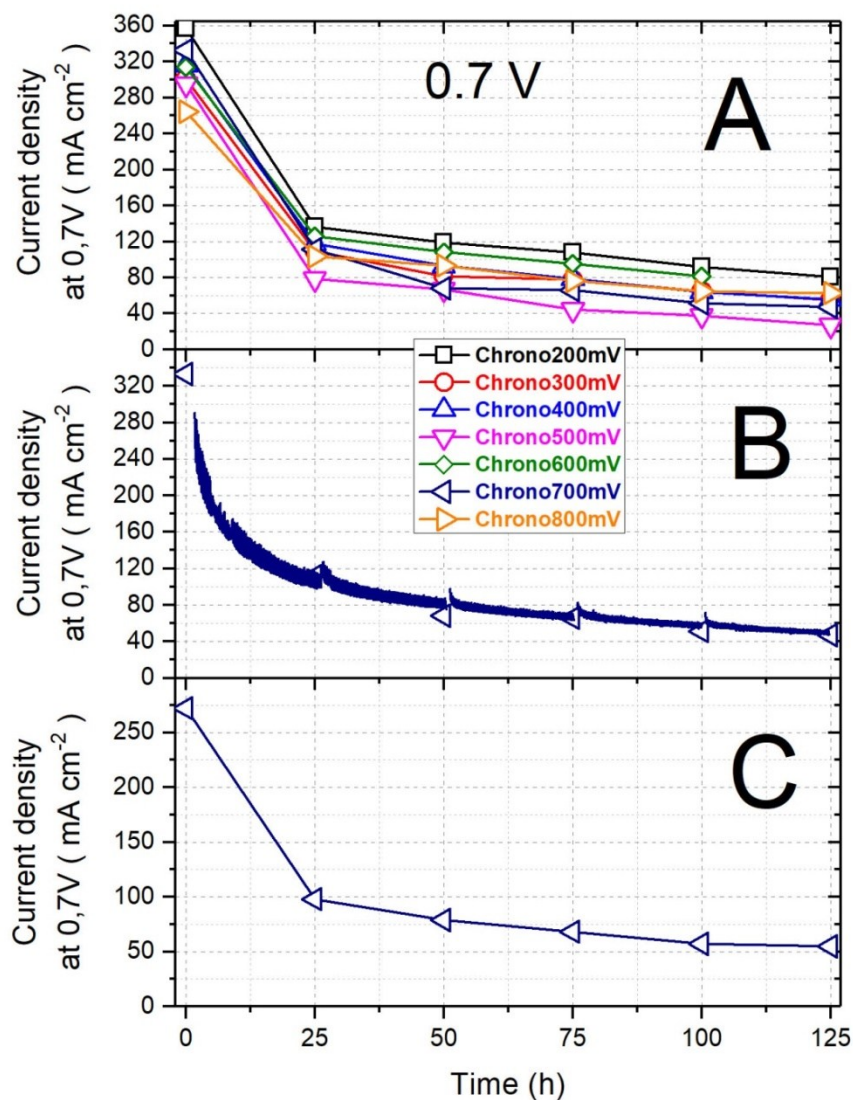 0.7 V
A
Current density
at 0,7V ( mA cm-2 )
360
320
280
240
200
160
120
80
40
0
Chrono200mV
Chrono300mV
Chrono400mV
Chrono500mV
Chrono600mV
Chrono700mV
Chrono800mV
B
Current density
at 0,7V ( mA cm-2 )
320
280
240
200
160
120
80
40
0
C
Current density
at 0,7V ( mA cm-2 )
250
200
150
100
50
0
0 25 50 75 100 125
Time (h)